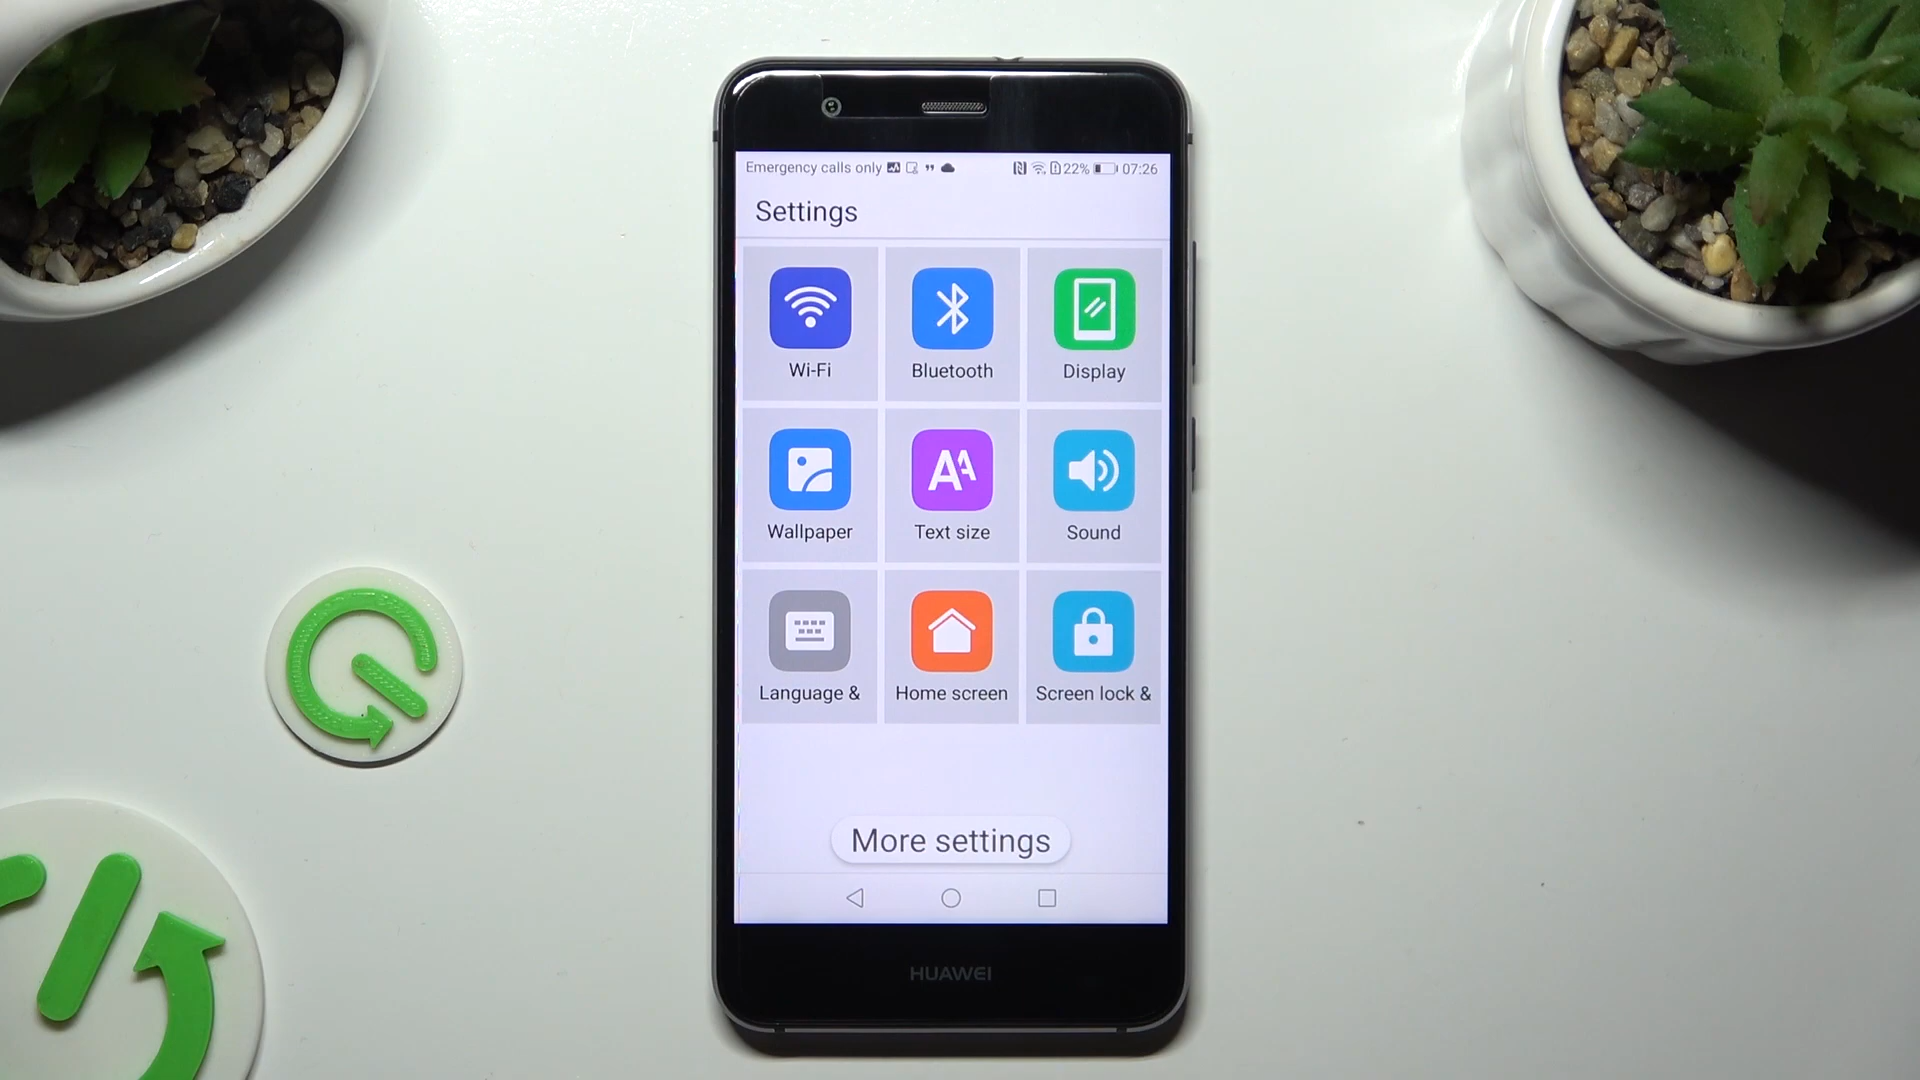 Emergency calls only 22% 07:26
Settings
Wi-Fi Bluetooth Display
Wallpaper Text size Sound
Language & Home screen Screen lock &
More settings
HUAWEI